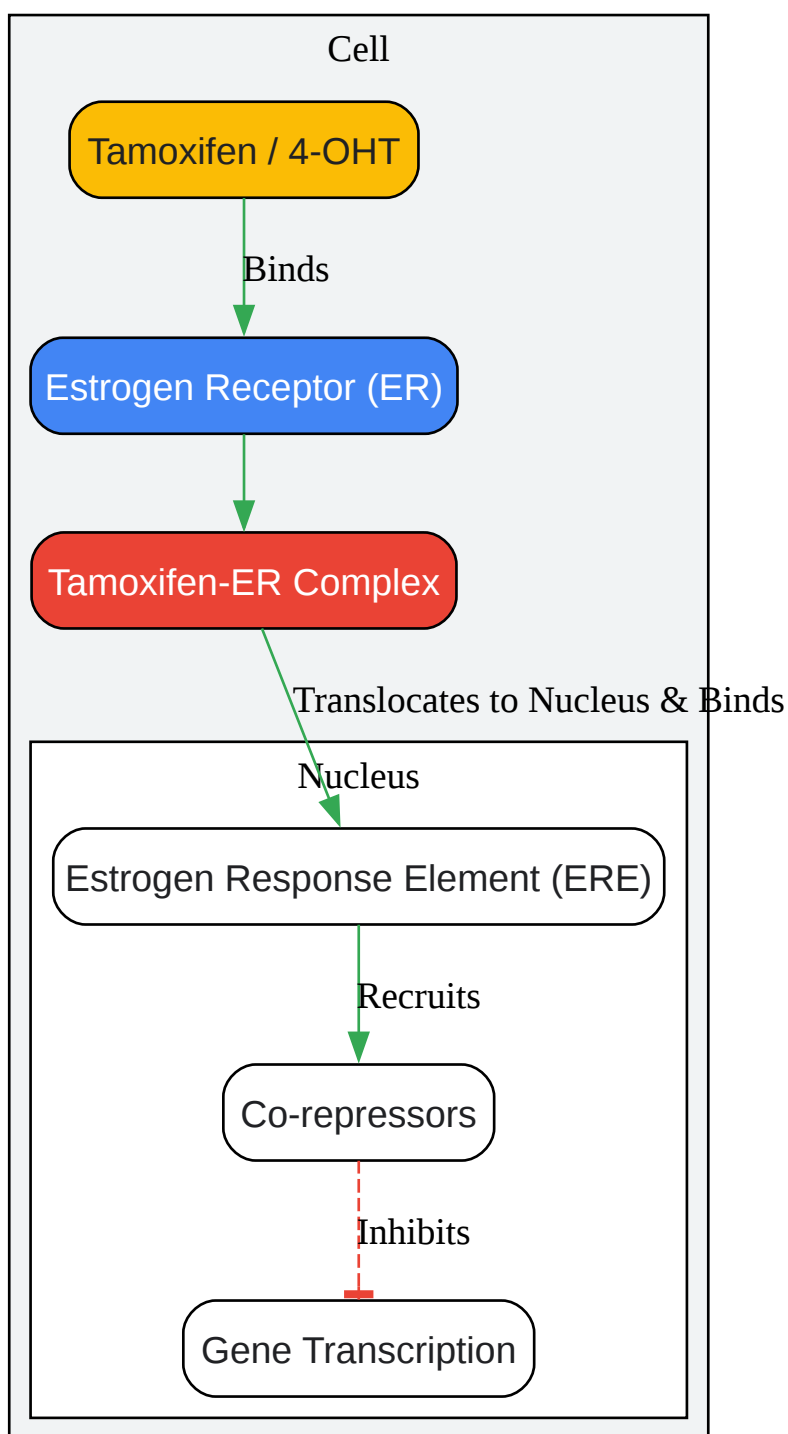 Cell
Tamoxifen / 4-OHT
Binds
Estrogen Receptor (ER)
Tamoxifen-ER Complex
Translocates to Nucleus & Binds
Nucleus
Estrogen Response Element (ERE)
Recruits
Co-repressors
Inhibits
Gene Transcription